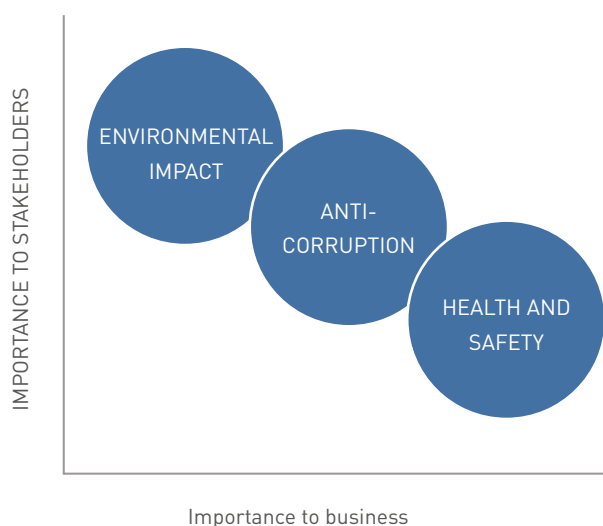 IMPORTANCE TO STAKEHOLDERS
ENVIRONMENTAL
IMPACT
ANTI-
CORRUPTION
HEALTH AND
SAFETY
Importance to business